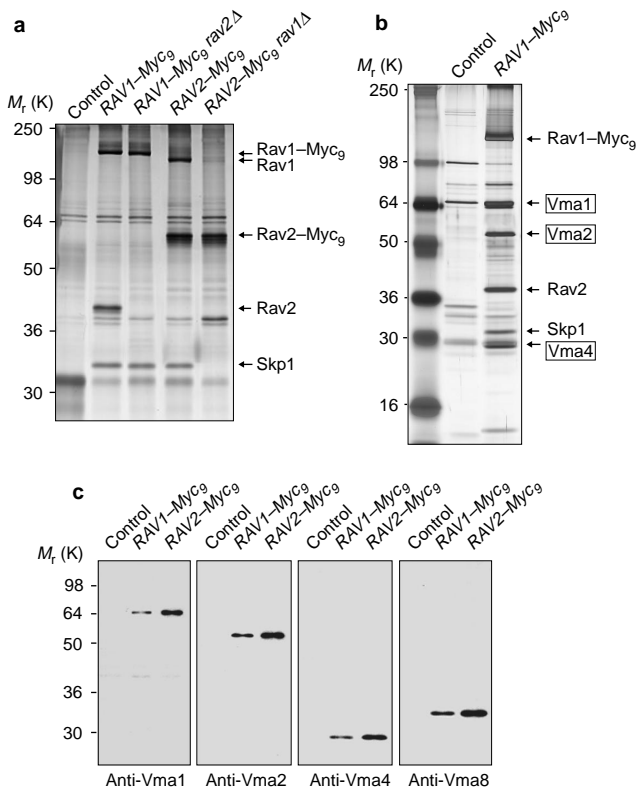 a
Control
RAV1–Myc9
RAV1–Myc9 rav2Δ
RAV2–Myc9
RAV2–Myc9 rav1Δ
Mr (K)
250
98
64
50
36
30
Rav1–Myc9
Rav1
Rav2–Myc9
Rav2
Skp1
b
Control
RAV1–Myc9
Mr (K)
250
98
64
50
36
30
16
Rav1–Myc9
Vma1
Vma2
Rav2
Skp1
Vma4
c
Control
RAV1–Myc9
RAV2–Myc9
Control
RAV1–Myc9
RAV2–Myc9
Control
RAV1–Myc9
RAV2–Myc9
Control
RAV1–Myc9
RAV2–Myc9
Mr (K)
98
64
50
36
30
Anti-Vma1
Anti-Vma2
Anti-Vma4
Anti-Vma8